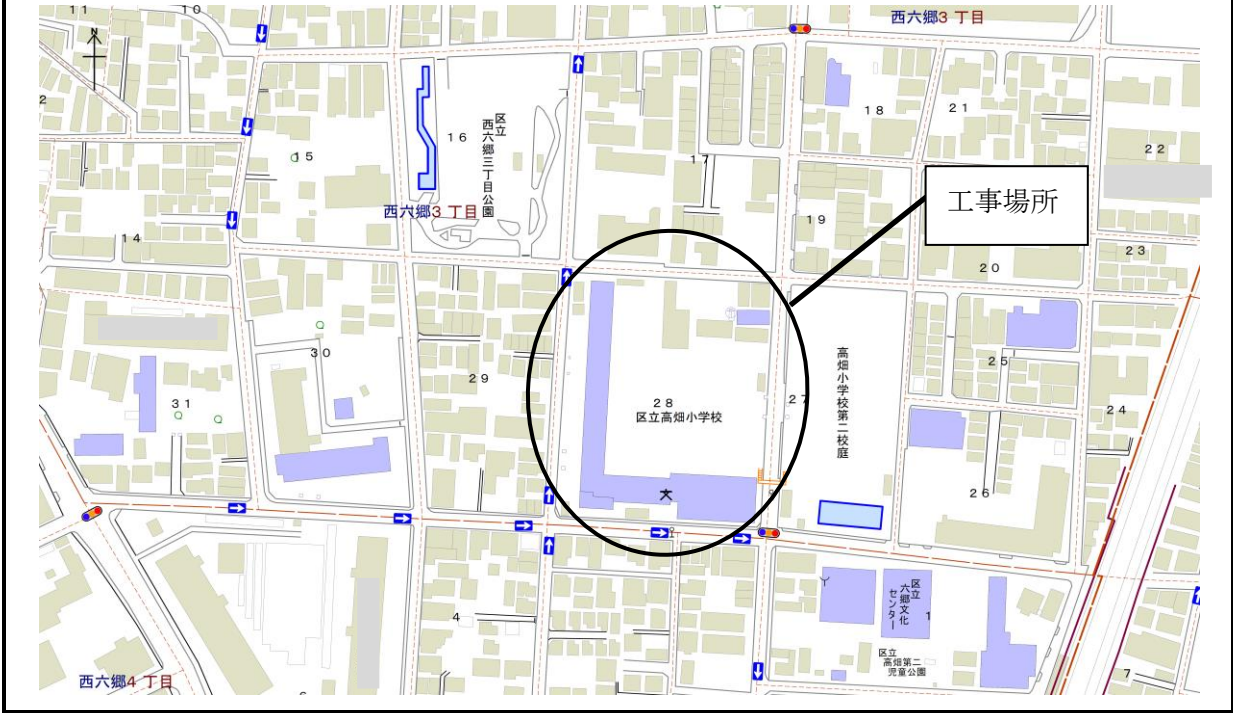 11
10
西六郷3 丁目
N
2
15
16
区立
西六郷三丁目公園
17
18
21
22
工事場所
西六郷3 丁目
14
19
20
23
30
29
28
区立高畑小学校
文
27
高畑小学校第二校庭
25
24
31
26
4
区立
六郷文化
センター
1
区立
高畑第二
児童公園
西六郷4 丁目
6
7